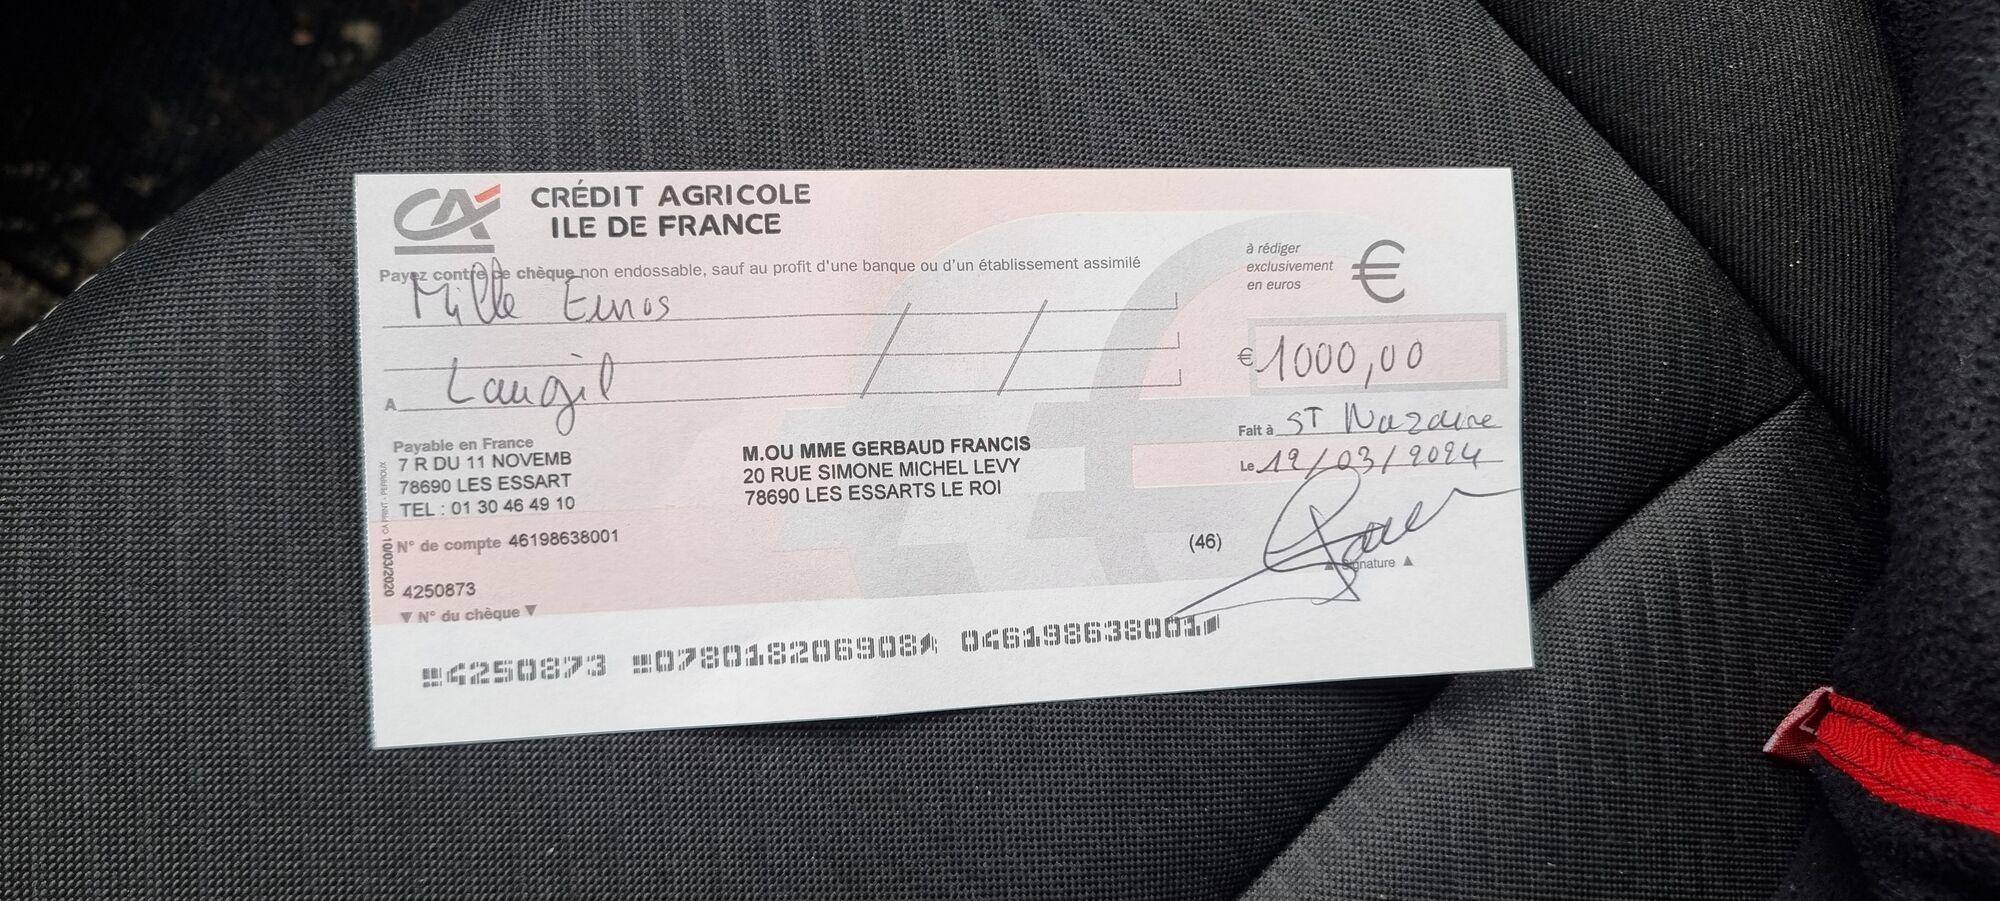 CA
CRÉDIT AGRICOLE
ILE DE FRANCE
à rédiger
exclusivement
en euros
€
Payez contre ce chèque non endossable, sauf au profit d'une banque ou d'un établissement assimilé
Mille Euros
€ 1000,00
A Laugil
Fait à ST Nazaire
Le 12/03/2024
Payable en France
7 R DU 11 NOVEMB
78690 LES ESSART
TEL : 01 30 46 49 10
M.OU MME GERBAUD FRANCIS
20 RUE SIMONE MICHEL LEVY
78690 LES ESSARTS LE ROI
N° de compte 46198638001
(46)
▲ Signature ▲
10/03/2020
4250873
▼ N° du chèque ▼
4250873 078018206908 046198638001